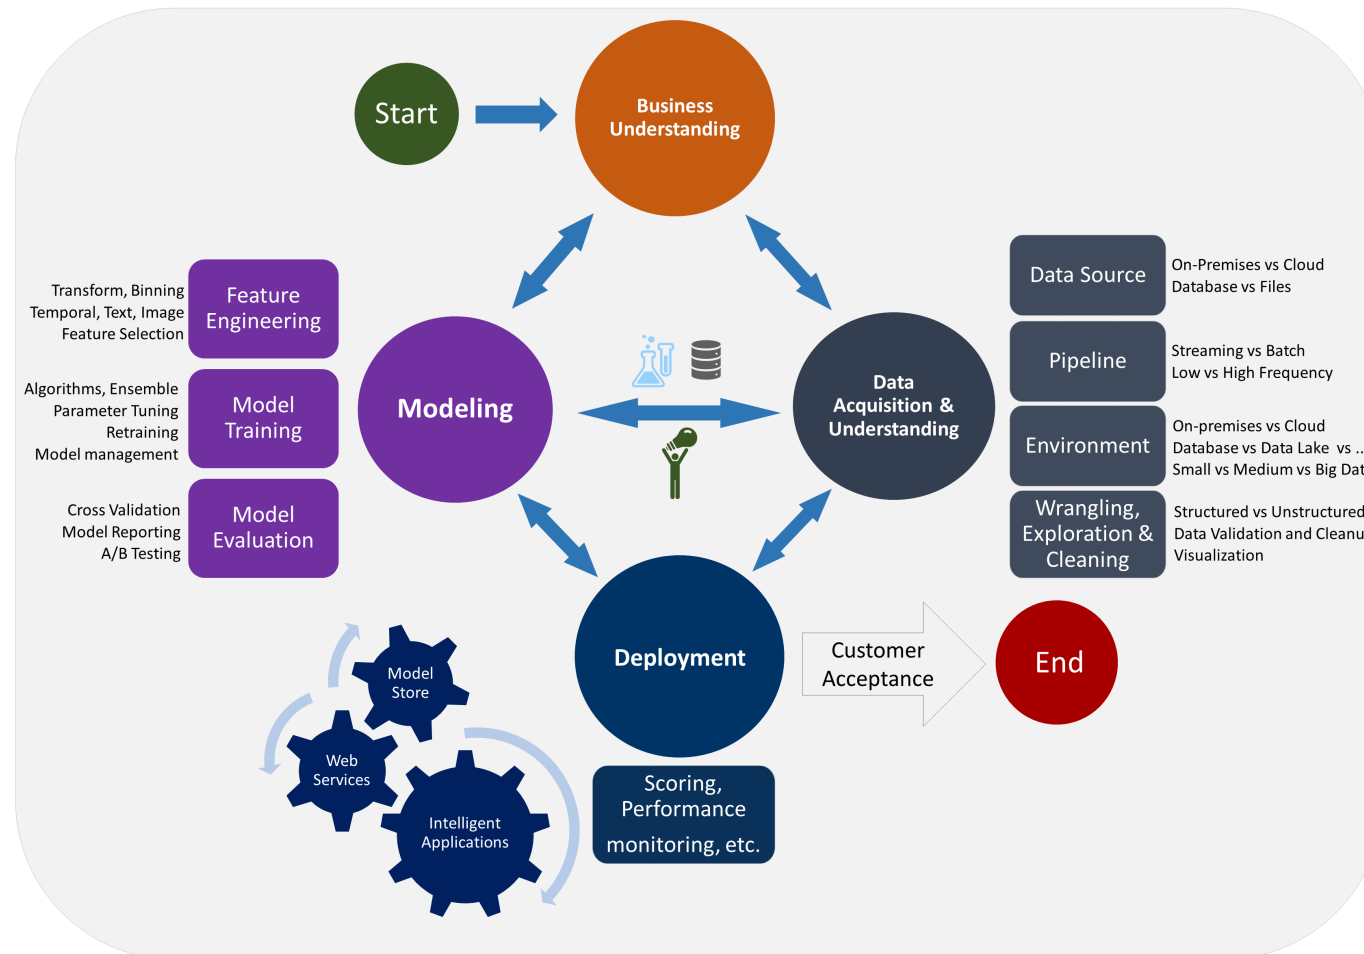 Start
Business
Understanding
Feature
Engineering
Transform, Binning
Temporal, Text, Image
Feature Selection
Model
Training
Algorithms, Ensemble
Parameter Tuning
Retraining
Model management
Model
Evaluation
Cross Validation
Model Reporting
A/B Testing
Modeling
Data
Acquisition &
Understanding
Data Source
On-Premises vs Cloud
Database vs Files
Pipeline
Streaming vs Batch
Low vs High Frequency
Environment
On-premises vs Cloud
Database vs Data Lake vs ..
Small vs Medium vs Big Dat
Wrangling,
Exploration &
Cleaning
Structured vs Unstructured
Data Validation and Cleanu
Visualization
Deployment
Customer
Acceptance
End
Model
Store
Web
Services
Intelligent
Applications
Scoring,
Performance
monitoring, etc.